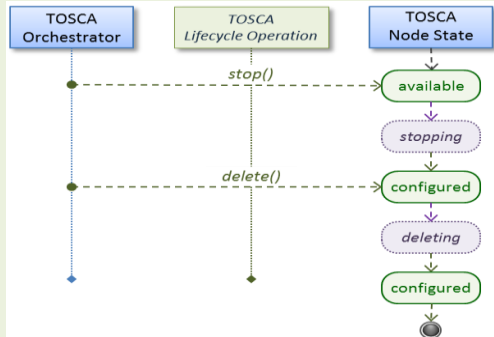 TOSCA
Orchestrator
TOSCA
Lifecycle Operation
TOSCA
Node State
stop()
available
stopping
delete()
configured
deleting
configured